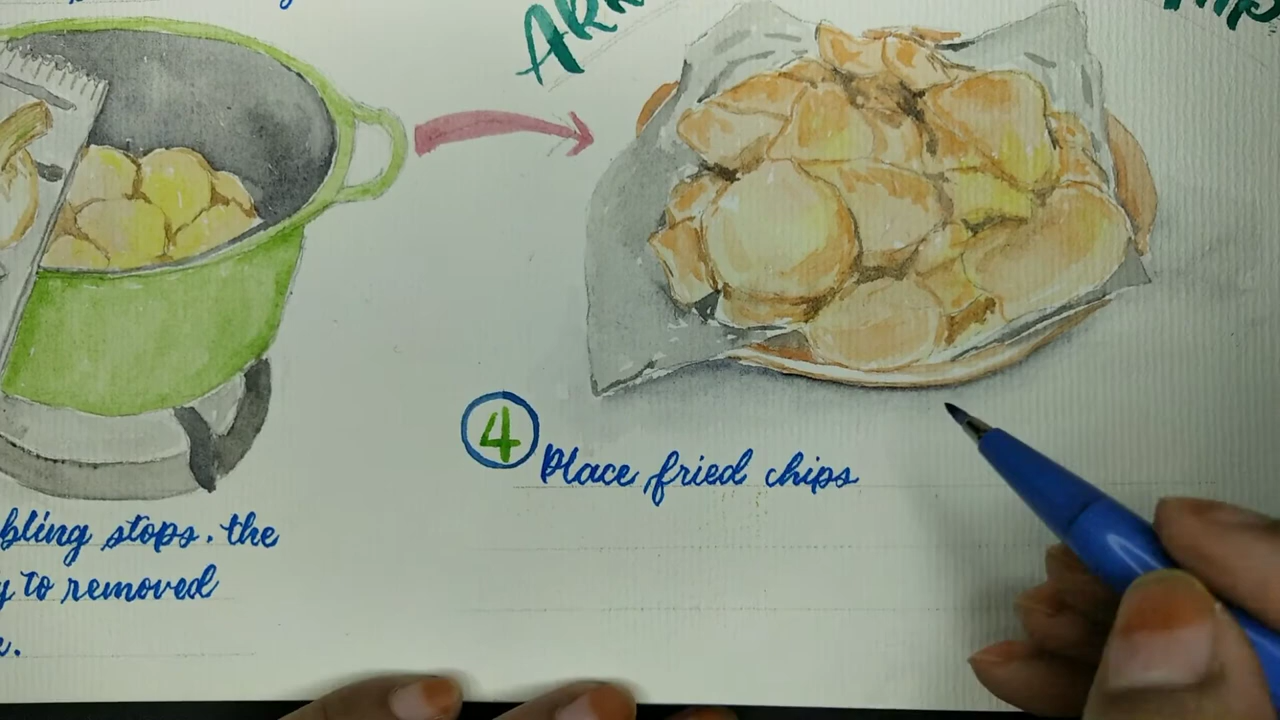 4
Place fried chips
bling stops. the
y to removed